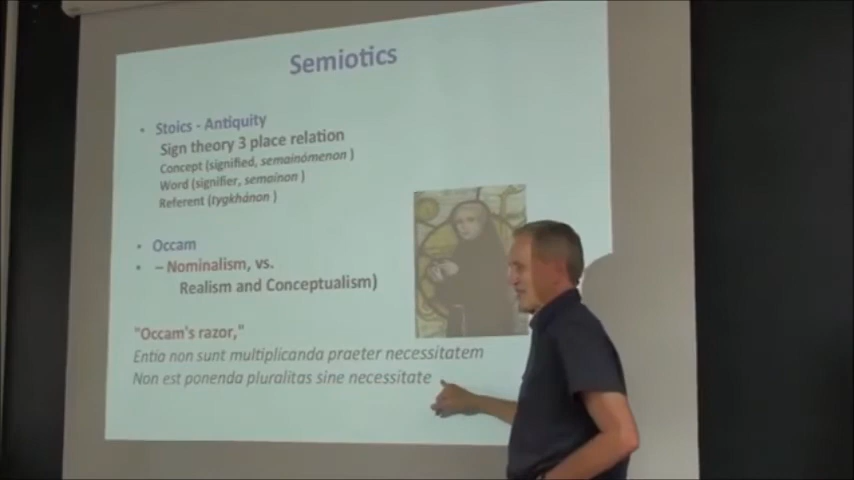 Semiotics
• Stoics - Antiquity
Sign theory 3 place relation
Concept (signified, semainómenon )
Word (signifier, semaínon )
Referent (tygkhánon )
• Occam
• – Nominalism, vs.
Realism and Conceptualism)
"Occam's razor,"
Entia non sunt multiplicanda praeter necessitatem
Non est ponenda pluralitas sine necessitate